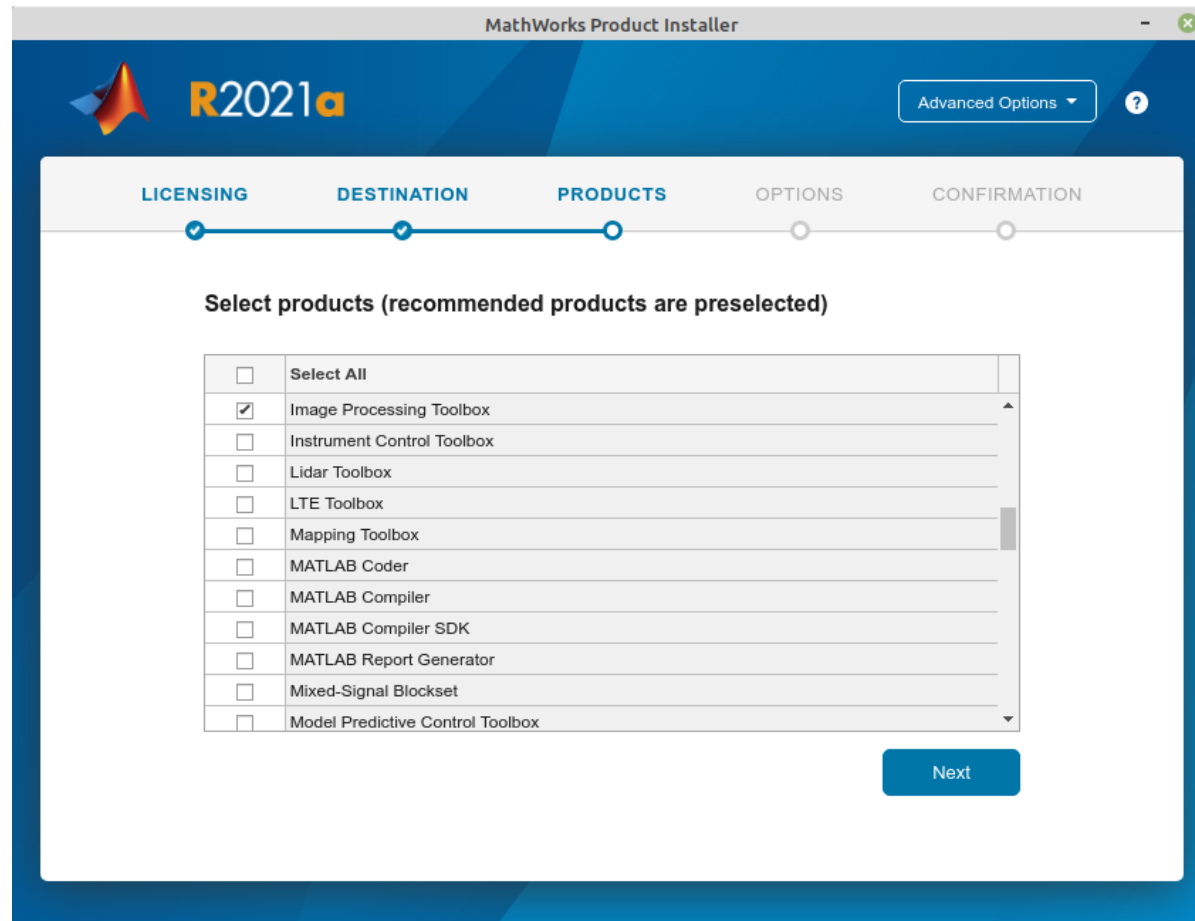 MathWorks Product Installer
R2021a
Advanced Options
?
LICENSING DESTINATION PRODUCTS OPTIONS CONFIRMATION
Select products (recommended products are preselected)
Select All
Image Processing Toolbox
Instrument Control Toolbox
Lidar Toolbox
LTE Toolbox
Mapping Toolbox
MATLAB Coder
MATLAB Compiler
MATLAB Compiler SDK
MATLAB Report Generator
Mixed-Signal Blockset
Model Predictive Control Toolbox
Next